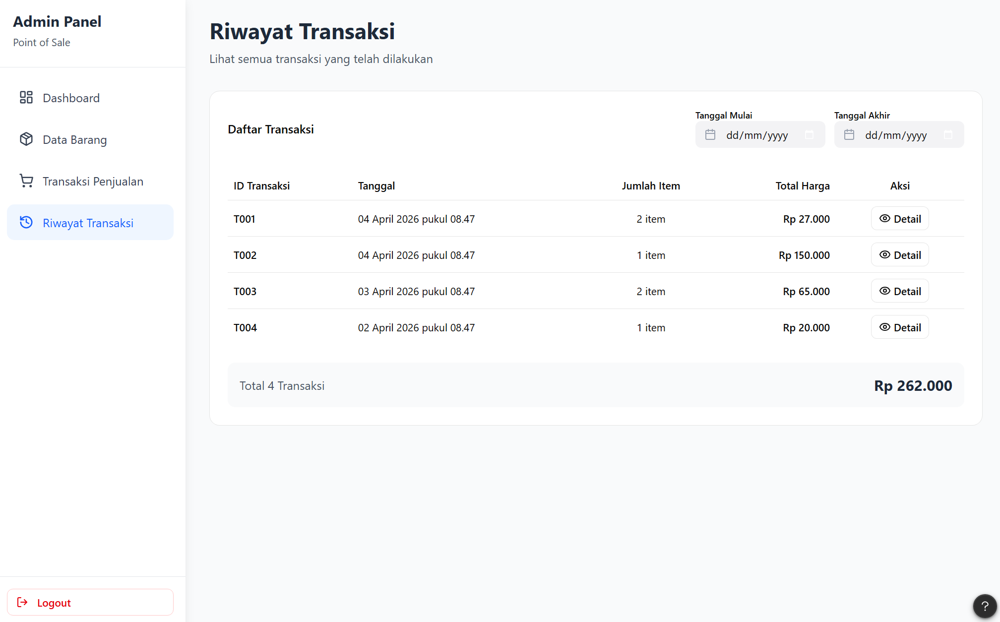 Admin Panel
Point of Sale
Dashboard
Data Barang
Transaksi Penjualan
Riwayat Transaksi
Logout
Riwayat Transaksi
Lihat semua transaksi yang telah dilakukan
Daftar Transaksi
Tanggal Mulai
dd/mm/yyyy
Tanggal Akhir
dd/mm/yyyy
ID Transaksi Tanggal Jumlah Item Total Harga Aksi
T001 04 April 2026 pukul 08.47 2 item Rp 27.000 Detail
T002 04 April 2026 pukul 08.47 1 item Rp 150.000 Detail
T003 03 April 2026 pukul 08.47 2 item Rp 65.000 Detail
T004 02 April 2026 pukul 08.47 1 item Rp 20.000 Detail
Total 4 Transaksi Rp 262.000
?